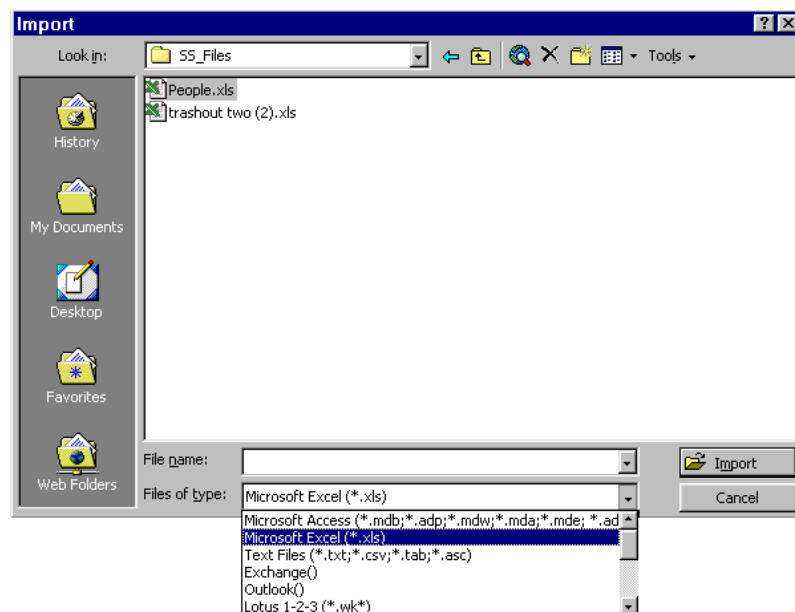 Import
Look in: SS_Files Tools
People.xls
trashout two (2).xls
History
My Documents
Desktop
Favorites
Web Folders
File name: Import
Files of type: Microsoft Excel (*.xls) Cancel
Microsoft Access (*.mdb;*.adp;*.mdw;*.mda;*.mde; *.ad
Microsoft Excel (*.xls)
Text Files (*.txt;*.csv;*.tab;*.asc)
Exchange()
Outlook()
Lotus 1-2-3 (*.wk*)